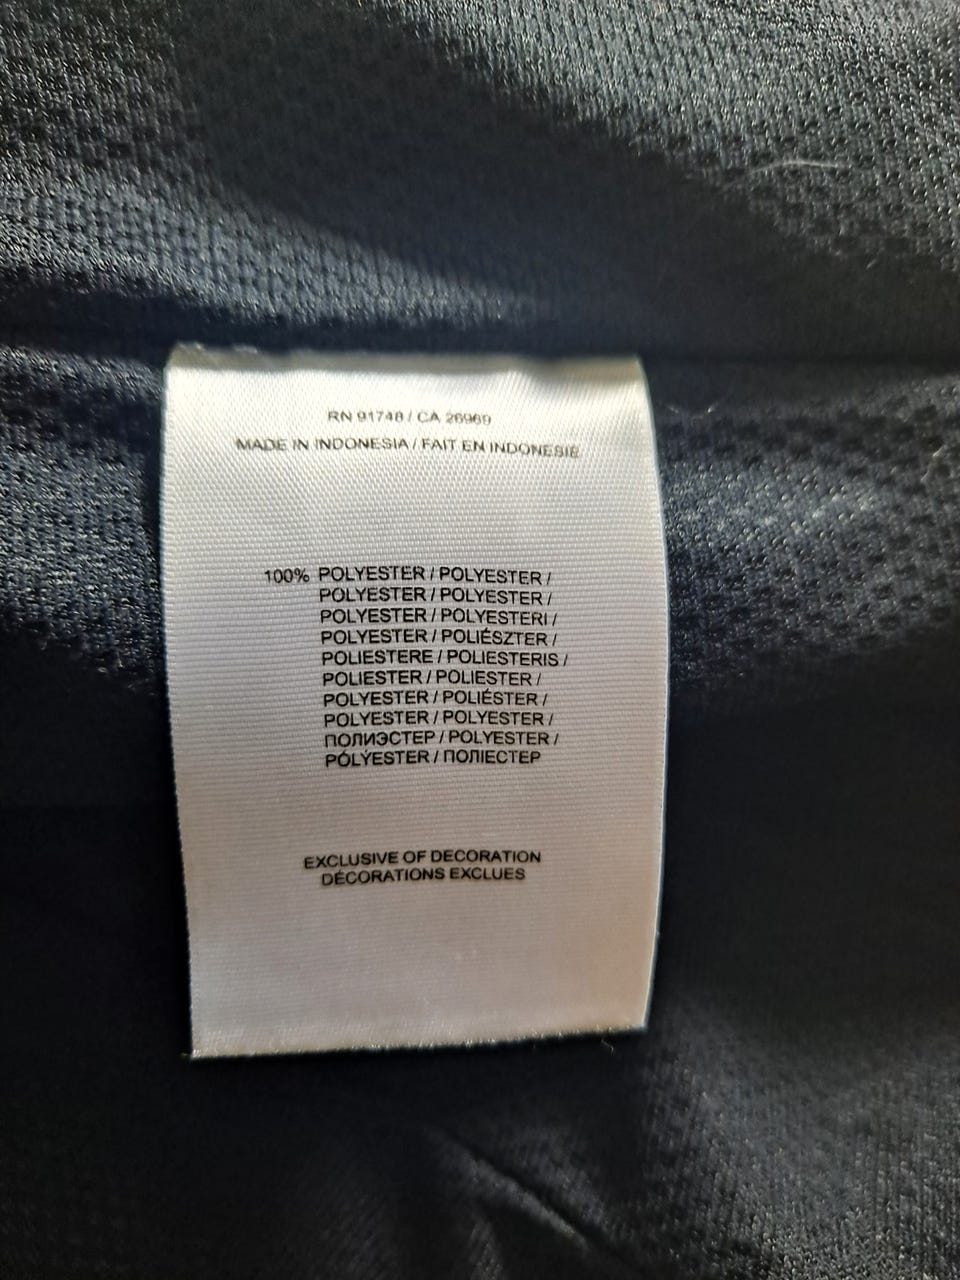 RN 91748 / CA 26969
MADE IN INDONESIA / FAIT EN INDONESIE
100% POLYESTER / POLYESTER /
POLYESTER / POLYESTER /
POLYESTER / POLYESTERI /
POLYESTER / POLIÉSZTER /
POLIESTERE / POLIESTERIS /
POLIESTER / POLIESTER /
POLYESTER / POLIÉSTER /
POLYESTER / POLYESTER /
ПОЛИЭСТЕР / POLYESTER /
PÓLÝESTER / ПОЛІЕСТЕР
EXCLUSIVE OF DECORATION
DÉCORATIONS EXCLUES